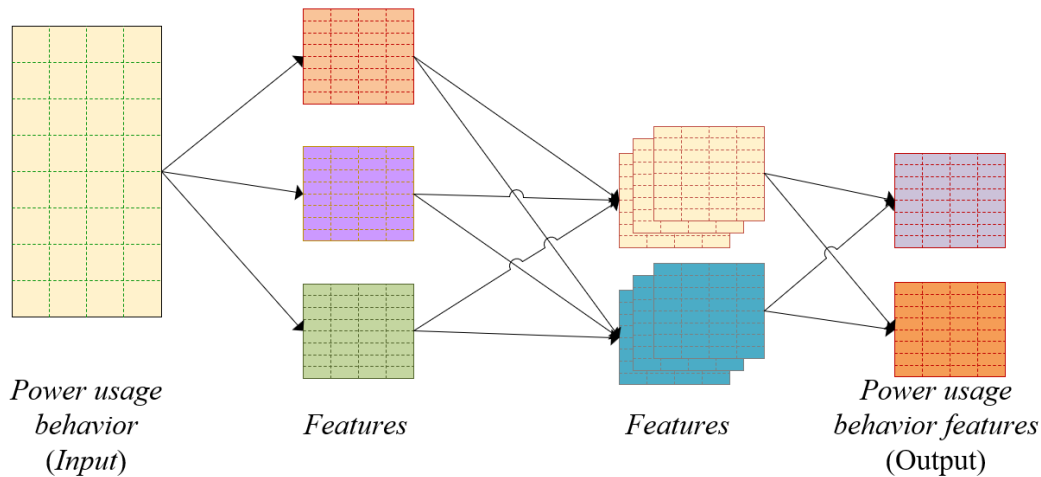 Power usage
behavior
(Input)
Features
Features
Power usage
behavior features
(Output)